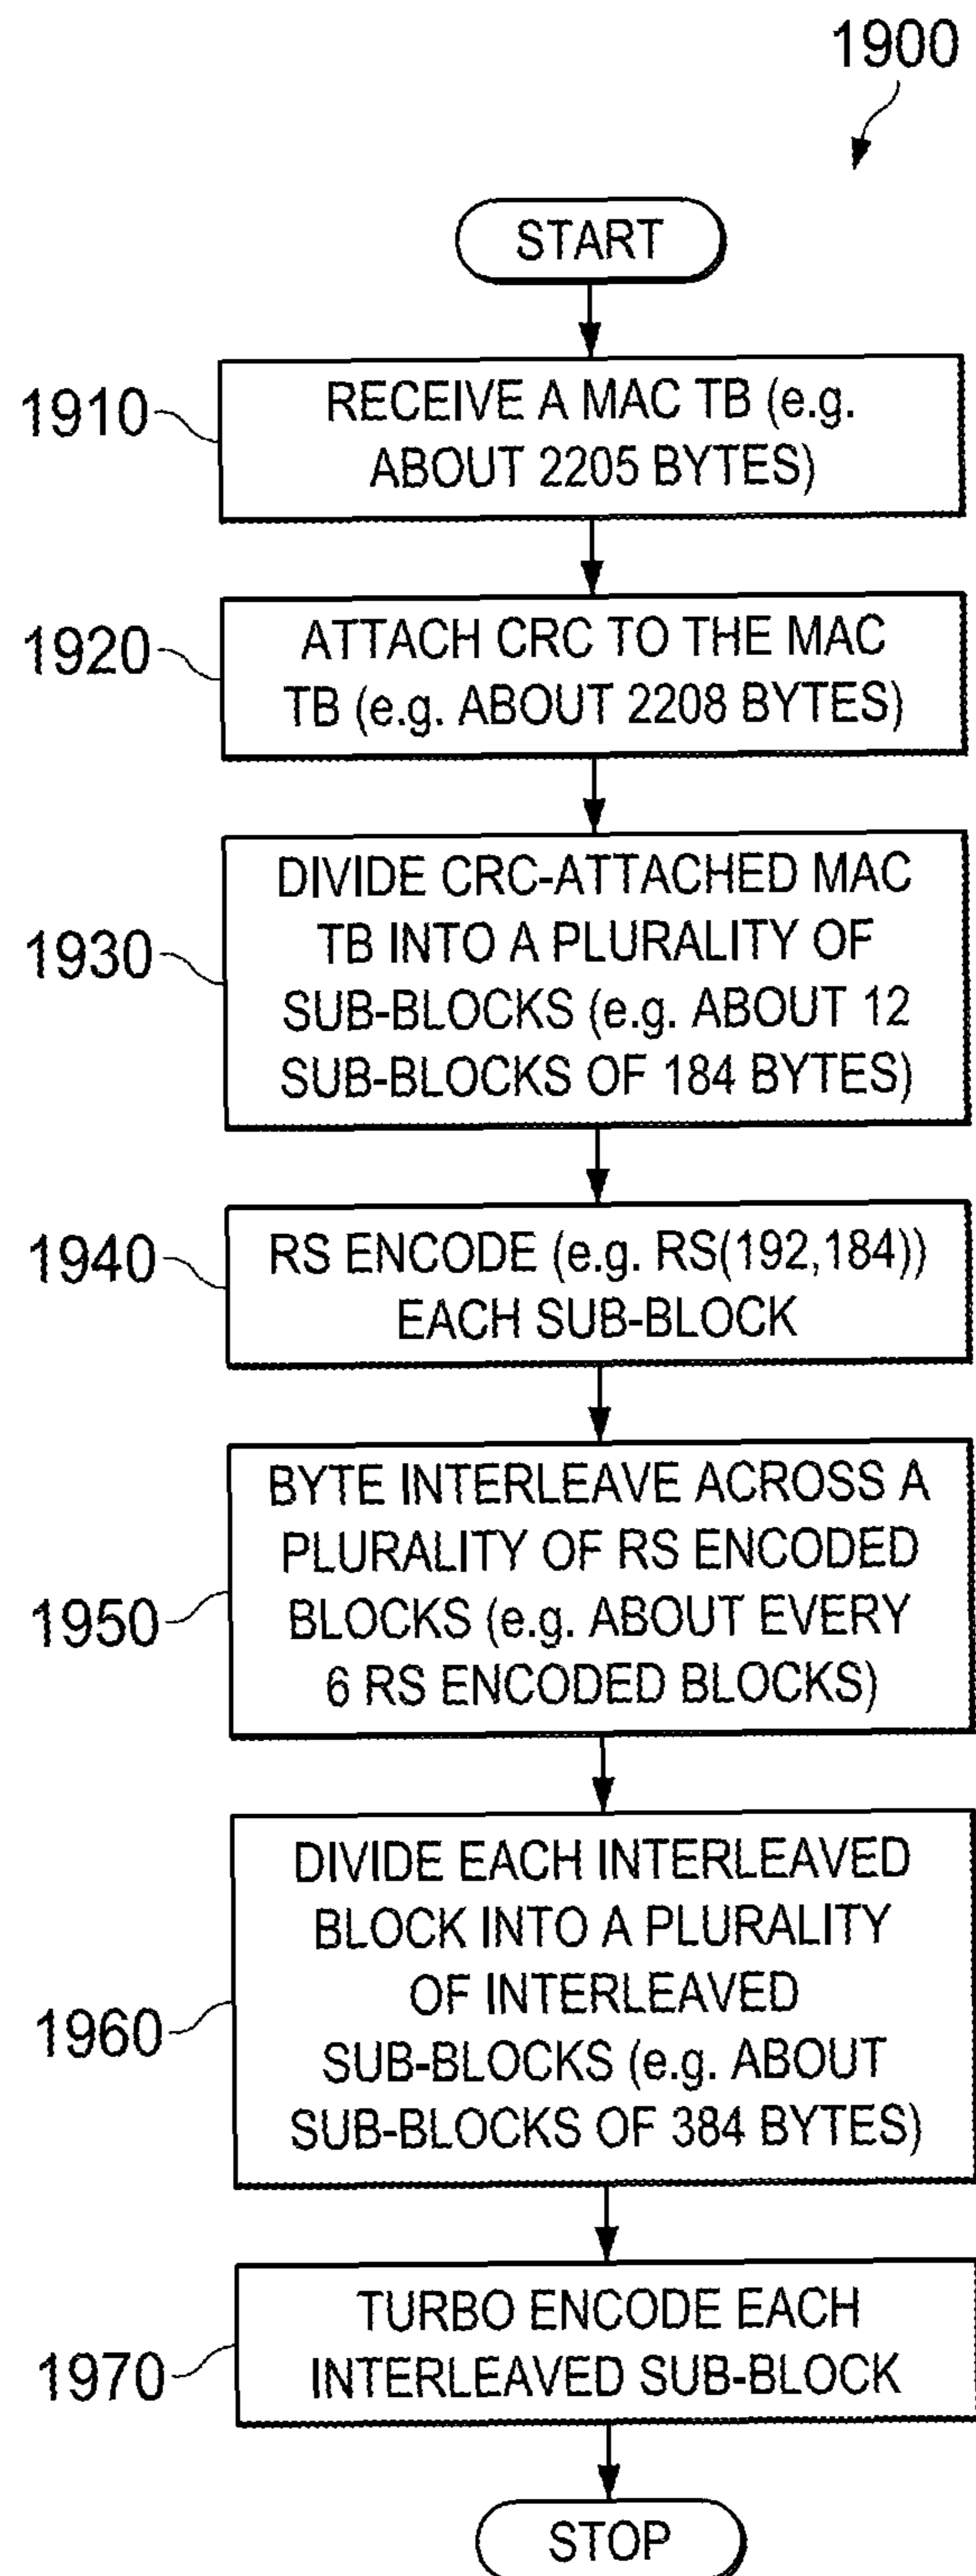 1900
START
1910
RECEIVE A MAC TB (e.g.
ABOUT 2205 BYTES)
1920
ATTACH CRC TO THE MAC
TB (e.g. ABOUT 2208 BYTES)
1930
DIVIDE CRC-ATTACHED MAC
TB INTO A PLURALITY OF
SUB-BLOCKS (e.g. ABOUT 12
SUB-BLOCKS OF 184 BYTES)
1940
RS ENCODE (e.g. RS(192,184))
EACH SUB-BLOCK
1950
BYTE INTERLEAVE ACROSS A
PLURALITY OF RS ENCODED
BLOCKS (e.g. ABOUT EVERY
6 RS ENCODED BLOCKS)
1960
DIVIDE EACH INTERLEAVED
BLOCK INTO A PLURALITY
OF INTERLEAVED
SUB-BLOCKS (e.g. ABOUT
SUB-BLOCKS OF 384 BYTES)
1970
TURBO ENCODE EACH
INTERLEAVED SUB-BLOCK
STOP